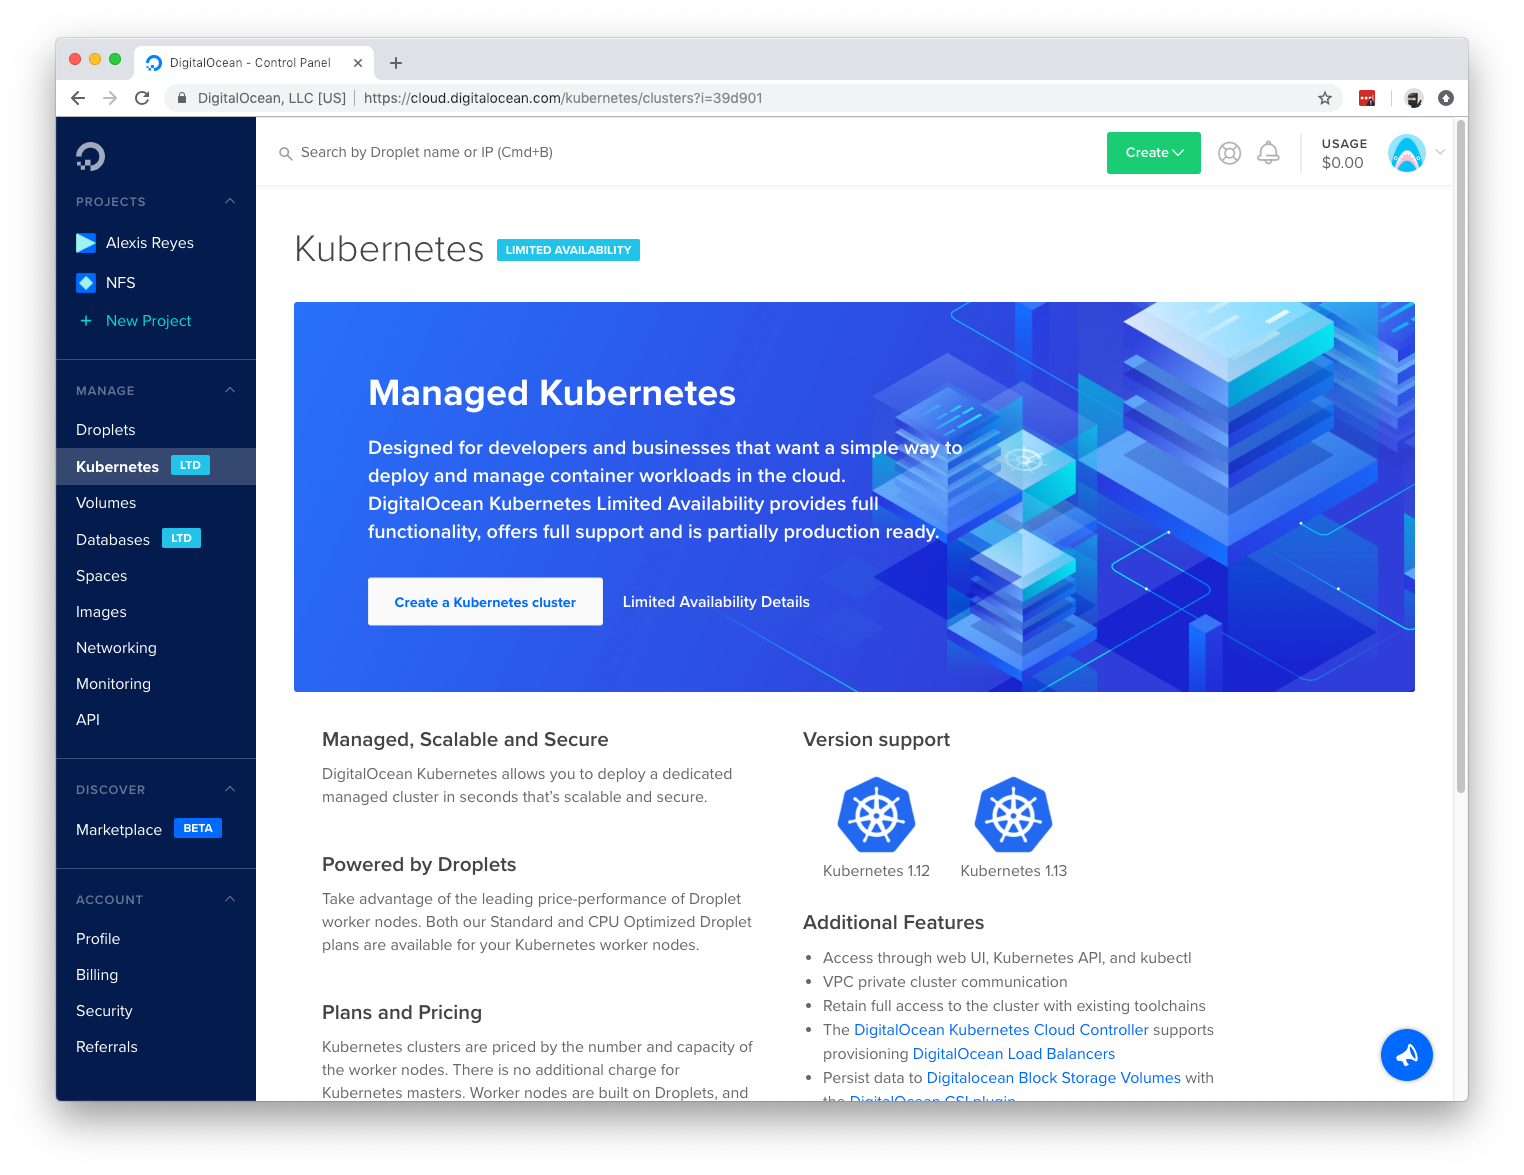 DigitalOcean - Control Panel
DigitalOcean, LLC [US] https://cloud.digitalocean.com/kubernetes/clusters?i=39d901
Search by Droplet name or IP (Cmd+B)
Create
USAGE
$0.00
PROJECTS
Alexis Reyes
NFS
+ New Project
MANAGE
Droplets
Kubernetes LTD
Volumes
Databases LTD
Spaces
Images
Networking
Monitoring
API
DISCOVER
Marketplace BETA
ACCOUNT
Profile
Billing
Security
Referrals
Kubernetes LIMITED AVAILABILITY
Managed Kubernetes
Designed for developers and businesses that want a simple way to
deploy and manage container workloads in the cloud.
DigitalOcean Kubernetes Limited Availability provides full
functionality, offers full support and is partially production ready.
Create a Kubernetes cluster
Limited Availability Details
Managed, Scalable and Secure
DigitalOcean Kubernetes allows you to deploy a dedicated
managed cluster in seconds that's scalable and secure.
Powered by Droplets
Take advantage of the leading price-performance of Droplet
worker nodes. Both our Standard and CPU Optimized Droplet
plans are available for your Kubernetes worker nodes.
Plans and Pricing
Kubernetes clusters are priced by the number and capacity of
the worker nodes. There is no additional charge for
Kubernetes masters. Worker nodes are built on Droplets, and
Version support
Kubernetes 1.12
Kubernetes 1.13
Additional Features
• Access through web UI, Kubernetes API, and kubectl
• VPC private cluster communication
• Retain full access to the cluster with existing toolchains
• The DigitalOcean Kubernetes Cloud Controller supports
provisioning DigitalOcean Load Balancers
• Persist data to Digitalocean Block Storage Volumes with
the DigitalOcean CSI plugin